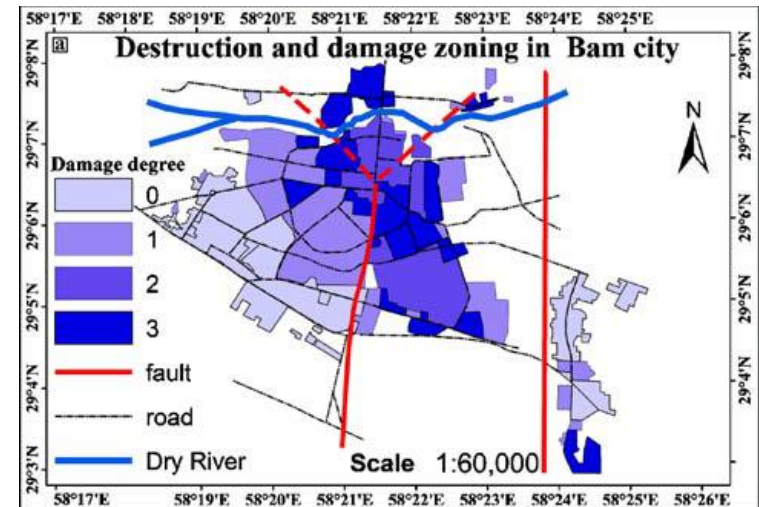 58°17'E 58°18'E 58°19'E 58°20'E 58°21'E 58°22'E 58°23'E 58°24'E 58°25'E
a Destruction and damage zoning in Bam city
29°8'N 29°8'N
N
29°7'N 29°7'N
Damage degree
0
29°6'N 29°6'N
1
2
29°5'N 29°5'N
3
fault
29°4'N 29°4'N
road
Dry River Scale 1:60,000
29°3'N 29°3'N
58°17'E 58°19'E 58°20'E 58°21'E 58°22'E 58°23'E 58°24'E 58°25'E 58°26'E